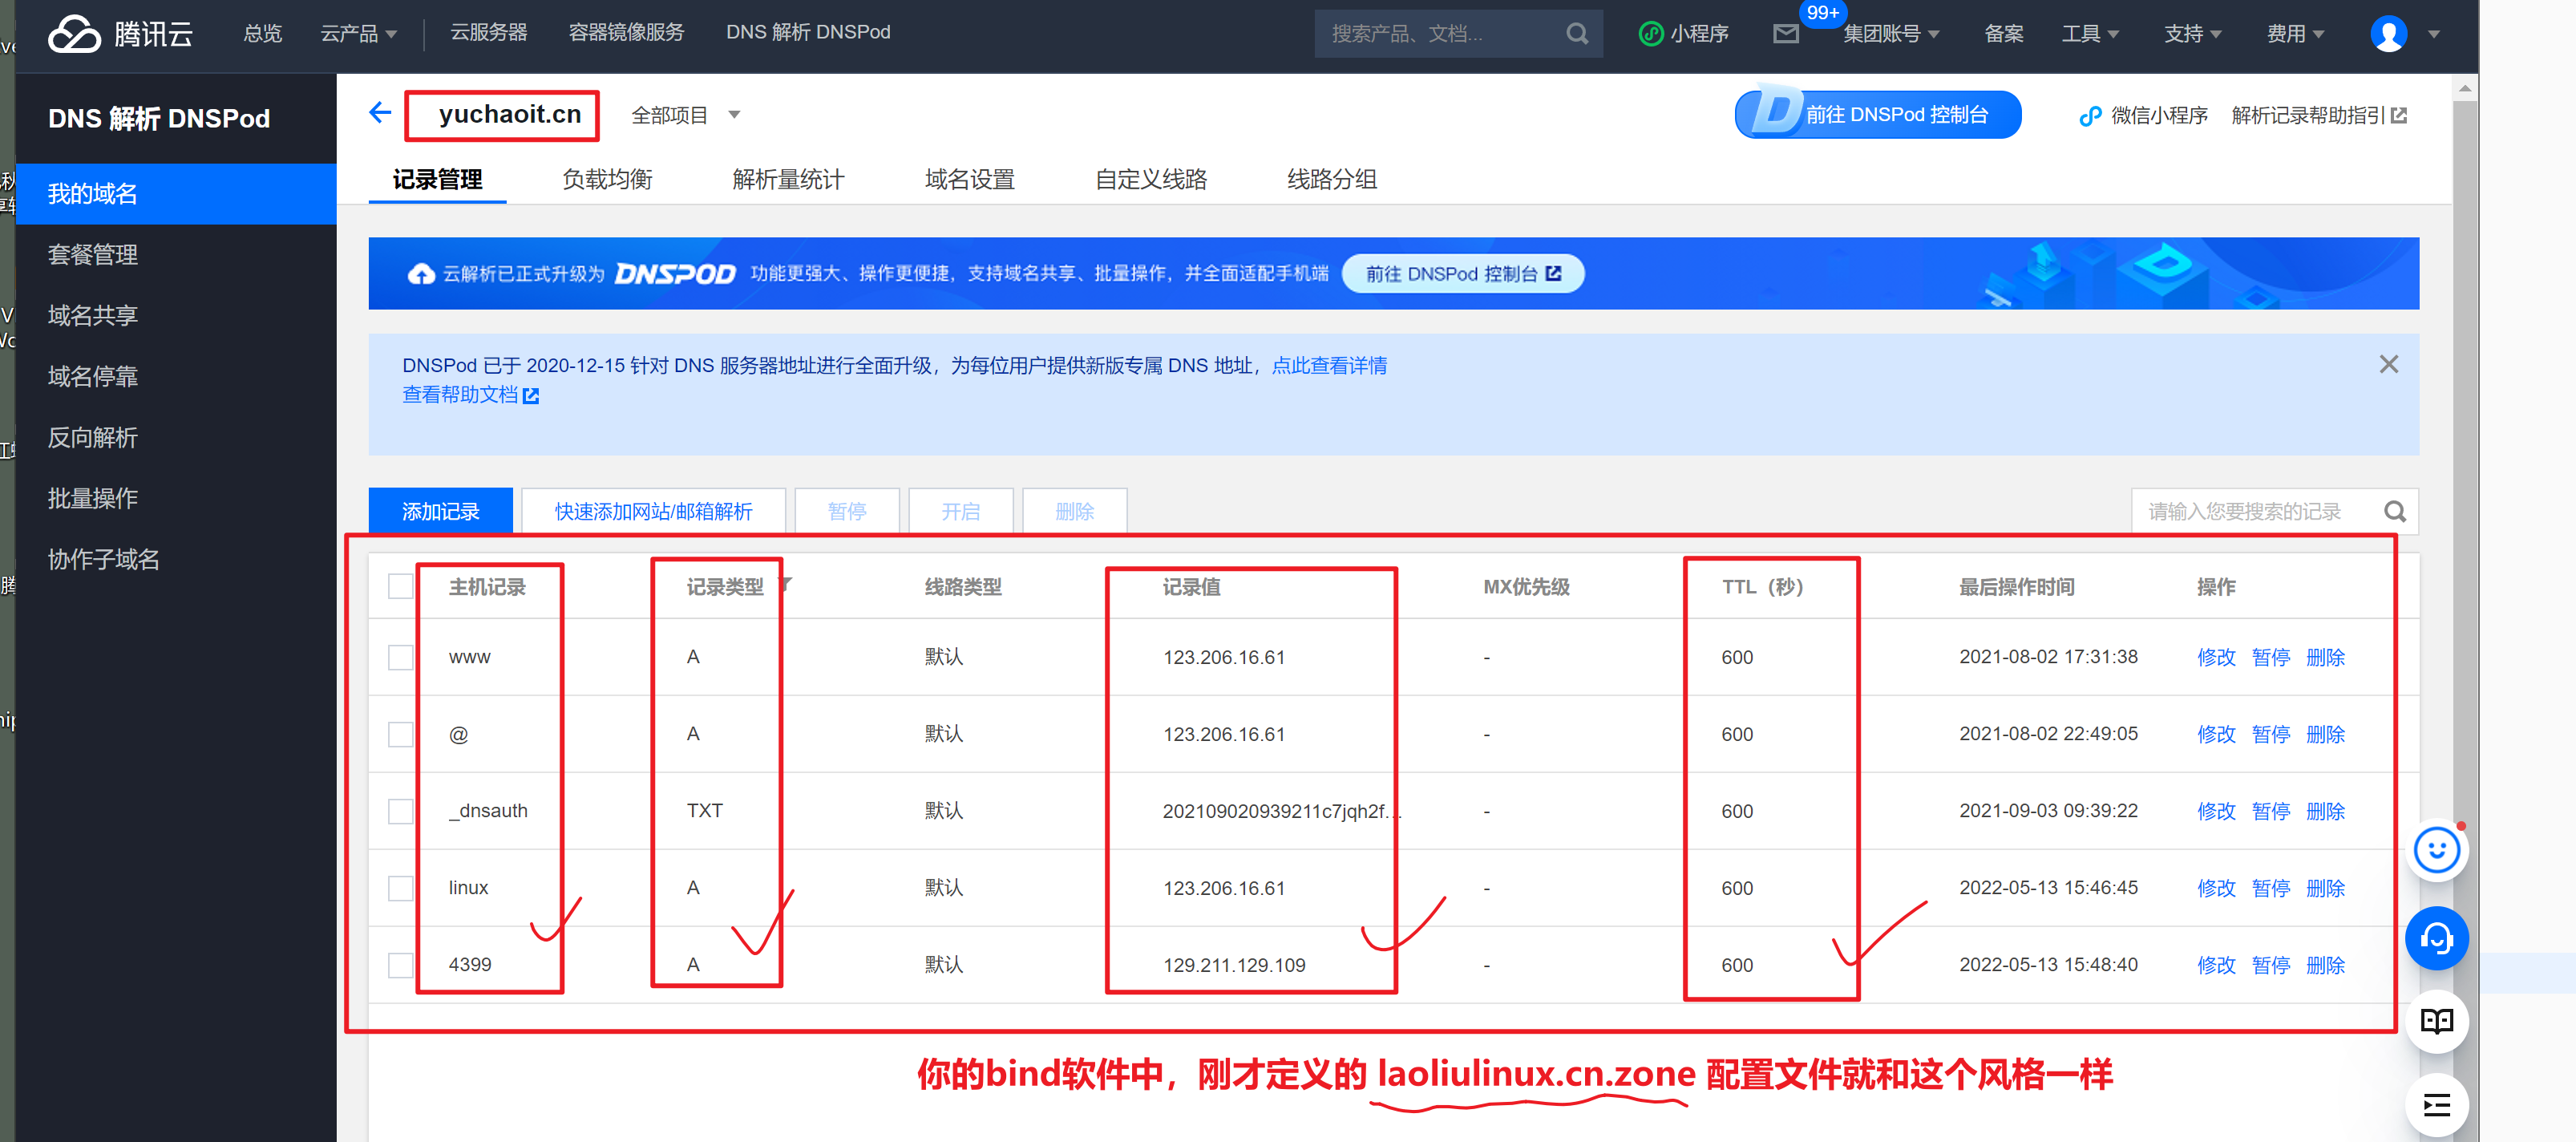 腾讯云 总览 云产品 云服务器 容器镜像服务 DNS 解析 DNSPod 搜索产品、文档... 小程序 99+ 集团账号 备案 工具 支持 费用
DNS 解析 DNSPod
我的域名
套餐管理
域名共享
域名停靠
反向解析
批量操作
协作子域名
yuchaoit.cn 全部项目 前往 DNSPod 控制台 微信小程序 解析记录帮助指引
记录管理 负载均衡 解析量统计 域名设置 自定义线路 线路分组
云解析已正式升级为 DNSPOD 功能更强大、操作更便捷，支持域名共享、批量操作，并全面适配手机端 前往 DNSPod 控制台
DNSPod 已于 2020-12-15 针对 DNS 服务器地址进行全面升级，为每位用户提供新版专属 DNS 地址，点此查看详情
查看帮助文档
添加记录 快速添加网站/邮箱解析 暂停 开启 删除 请输入您要搜索的记录
主机记录 记录类型 线路类型 记录值 MX优先级 TTL（秒） 最后操作时间 操作
www A 默认 123.206.16.61 - 600 2021-08-02 17:31:38 修改 暂停 删除
@ A 默认 123.206.16.61 - 600 2021-08-02 22:49:05 修改 暂停 删除
_dnsauth TXT 默认 202109020939211c7jqh2f... - 600 2021-09-03 09:39:22 修改 暂停 删除
linux A 默认 123.206.16.61 - 600 2022-05-13 15:46:45 修改 暂停 删除
4399 A 默认 129.211.129.109 - 600 2022-05-13 15:48:40 修改 暂停 删除
你的bind软件中，刚才定义的 laoliulinux.cn.zone 配置文件就和这个风格一样